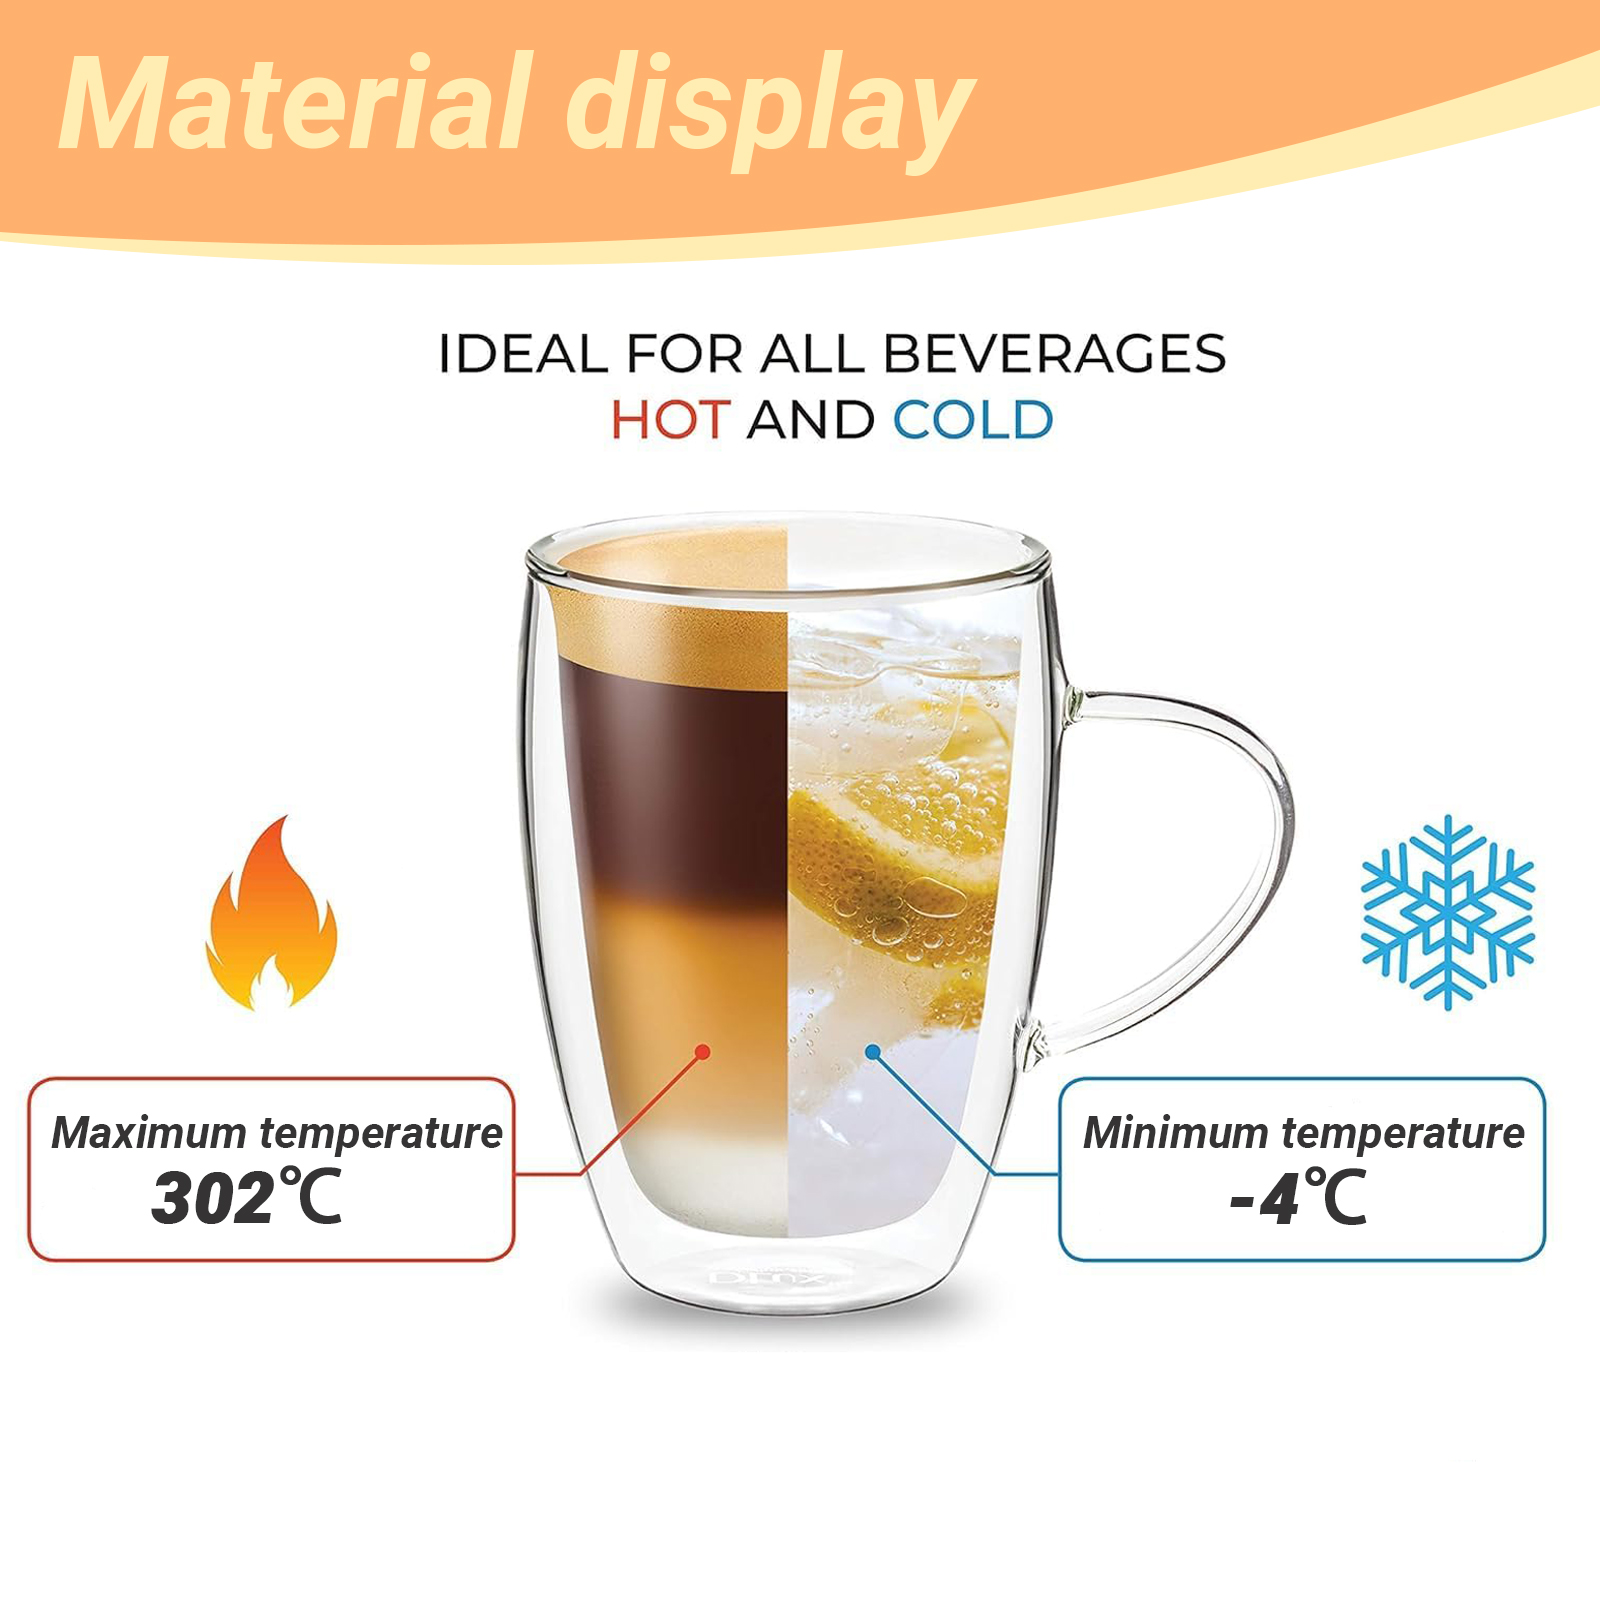 Material display
IDEAL FOR ALL BEVERAGES
HOT AND COLD
Maximum temperature
302℃
Minimum temperature
-4℃